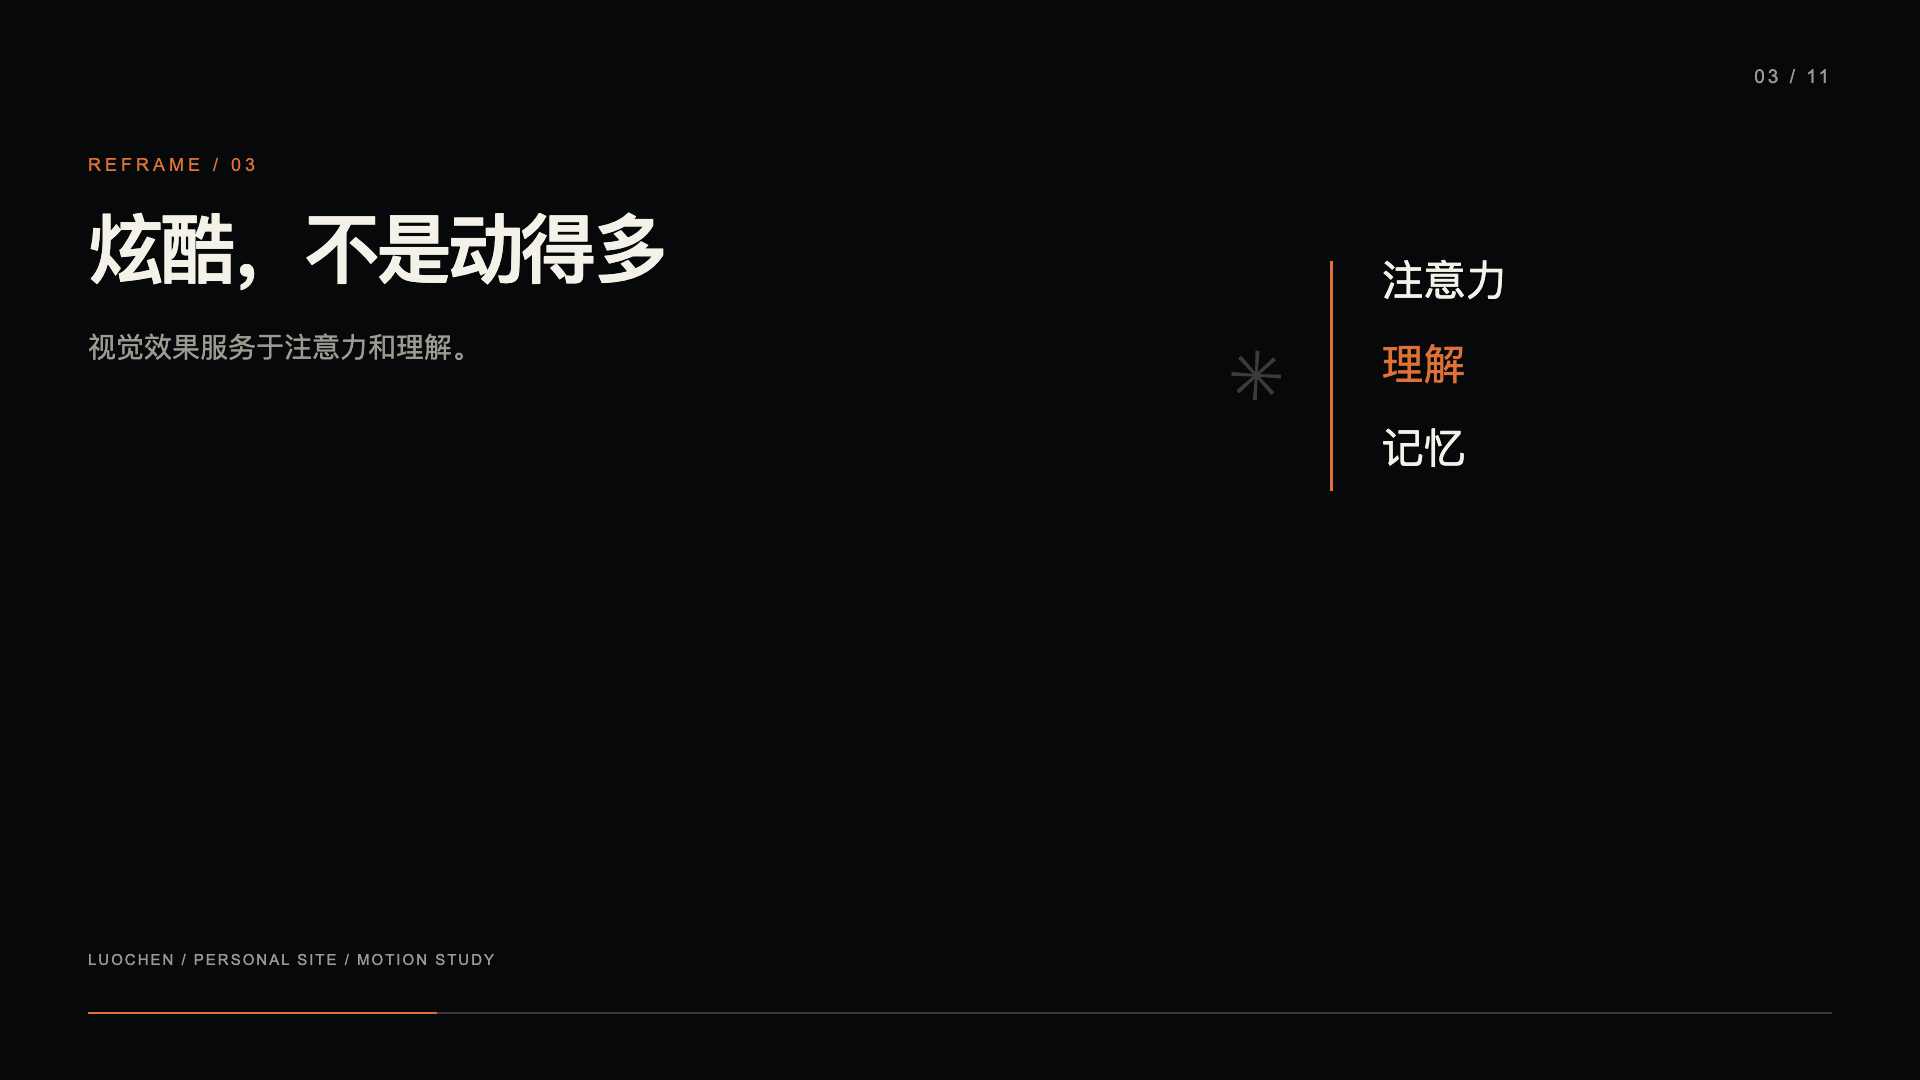 03 / 11
REFRAME / 03
炫酷，不是动得多
视觉效果服务于注意力和理解。
注意力
理解
记忆
LUOCHEN / PERSONAL SITE / MOTION STUDY